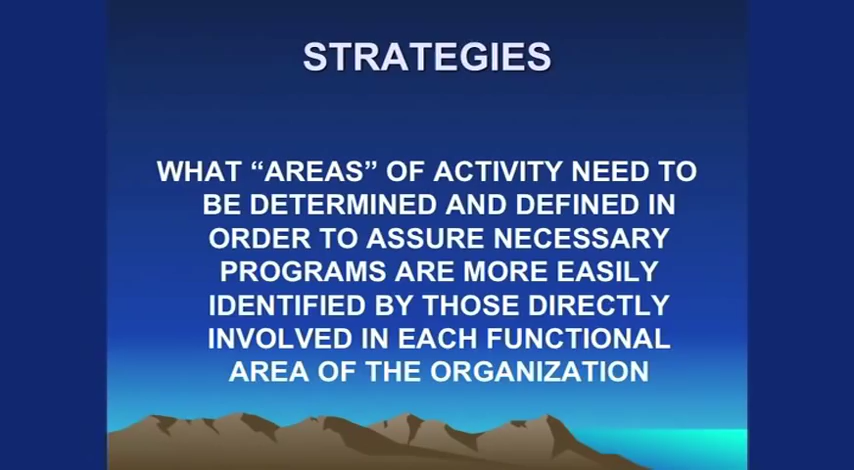 STRATEGIES
WHAT “AREAS” OF ACTIVITY NEED TO
BE DETERMINED AND DEFINED IN
ORDER TO ASSURE NECESSARY
PROGRAMS ARE MORE EASILY
IDENTIFIED BY THOSE DIRECTLY
INVOLVED IN EACH FUNCTIONAL
AREA OF THE ORGANIZATION